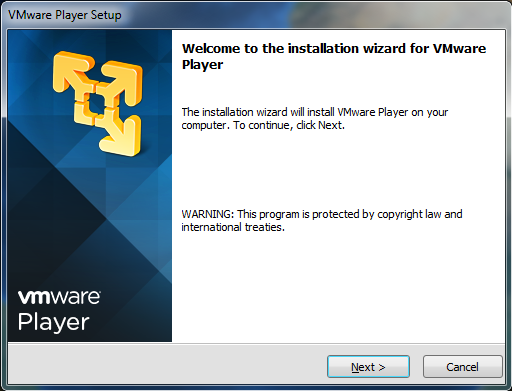 VMware Player Setup
Welcome to the installation wizard for VMware
Player
The installation wizard will install VMware Player on your
computer. To continue, click Next.
WARNING: This program is protected by copyright law and
international treaties.
vmware
Player
Next >
Cancel